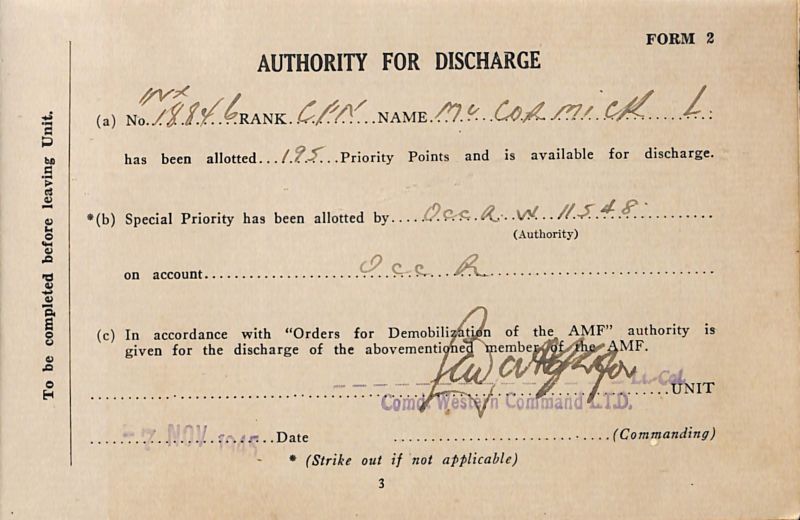 FORM 2
AUTHORITY FOR DISCHARGE
(a) No. WX 18846 RANK CFN NAME Mc CORMICK L.
has been allotted...195...Priority Points and is available for discharge.
*(b) Special Priority has been allotted by....Occ R W 11548
(Authority)
on account........Occ R
(c) In accordance with "Orders for Demobilization of the AMF" authority is
given for the discharge of the abovementioned member of the AMF.
Lt-Col.
UNIT
Comd. Western Command L.T.D.
-7 NOV 1945 Date (Commanding)
* (Strike out if not applicable)
3
To be completed before leaving Unit.